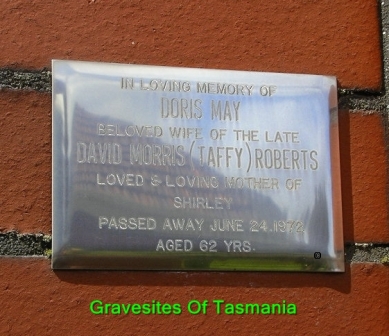 IN LOVING MEMORY OF
DORIS MAY
BELOVED WIFE OF THE LATE
DAVID MORRIS (TAFFY) ROBERTS
LOVED & LOVING MOTHER OF
SHIRLEY
PASSED AWAY JUNE 24.1972
AGED 62 YRS.
Gravesites Of Tasmania